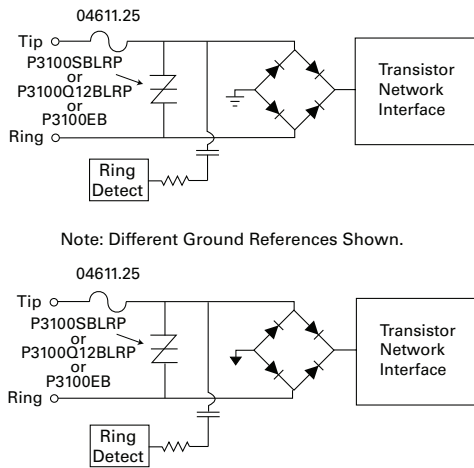 04611.25
Tip
P3100SBLRP
or
P3100Q12BLRP
or
P3100EB
Ring
Ring
Detect
Transistor
Network
Interface
Note: Different Ground References Shown.
04611.25
Tip
P3100SBLRP
or
P3100Q12BLRP
or
P3100EB
Ring
Ring
Detect
Transistor
Network
Interface